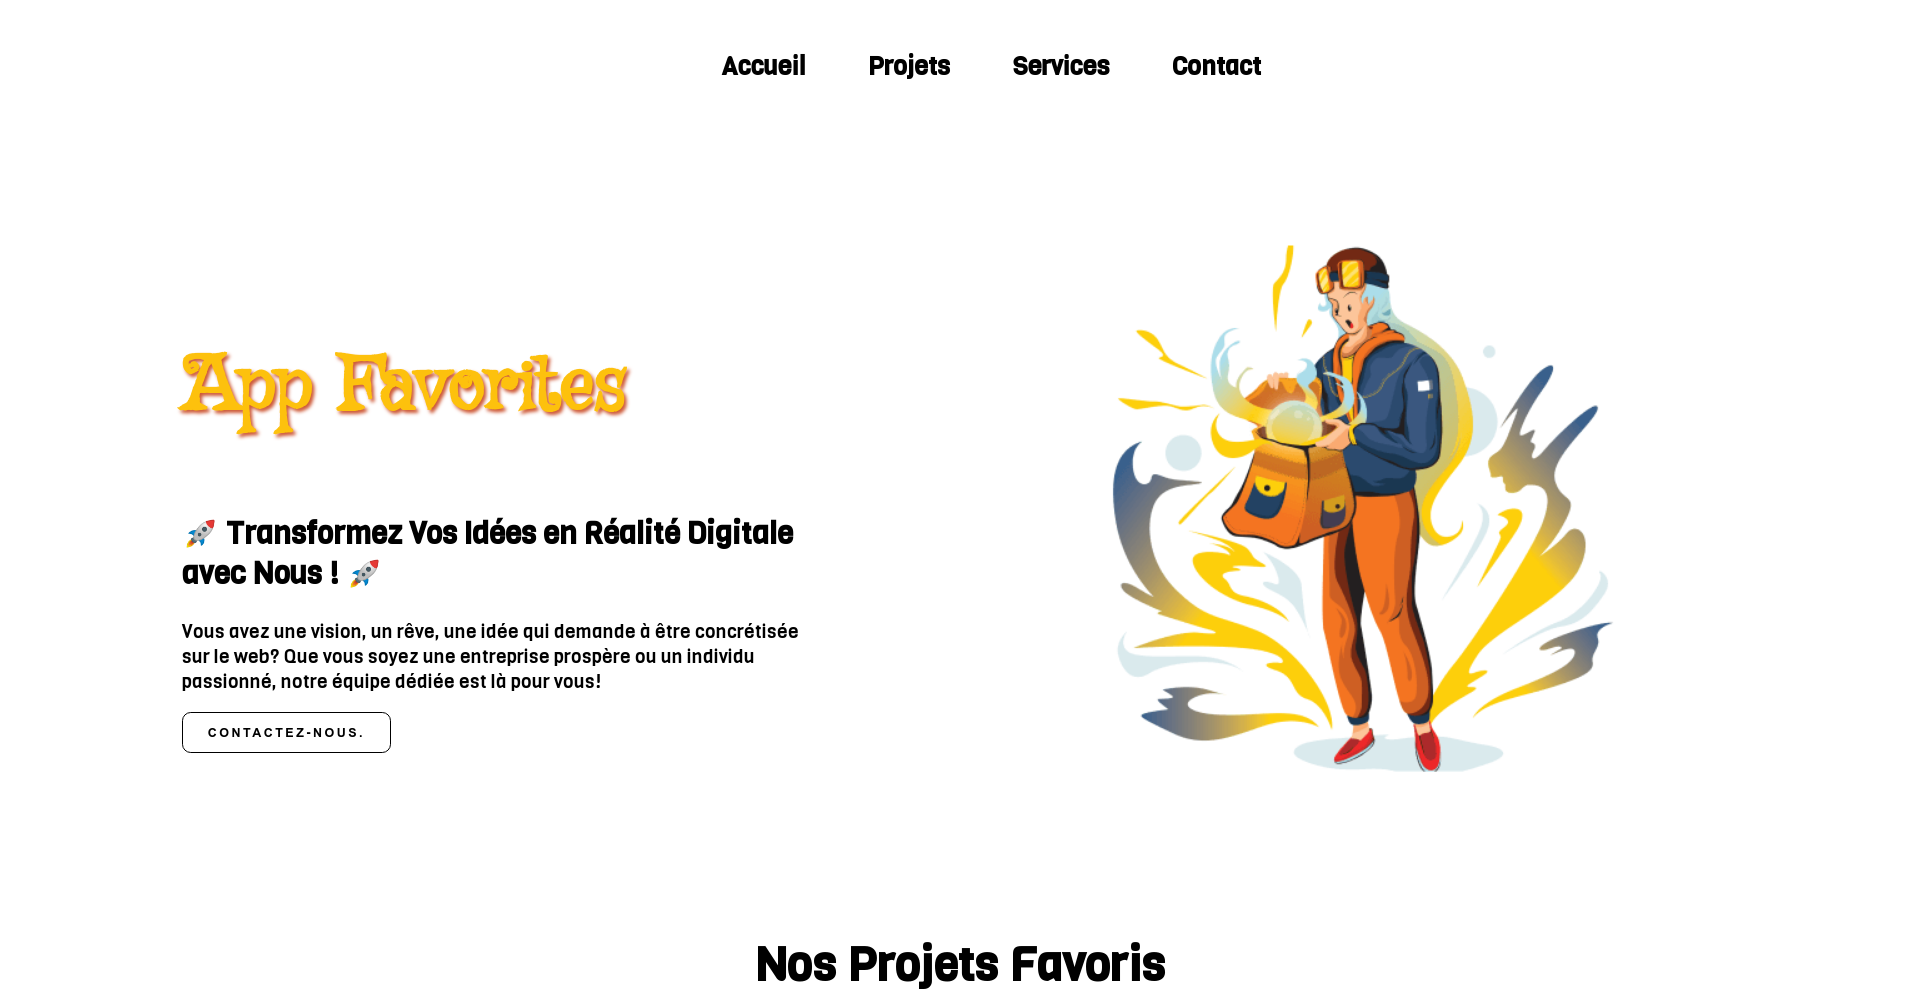 Accueil Projets Services Contact
App Favorites
🚀 Transformez Vos Idées en Réalité Digitale
avec Nous ! 🚀
Vous avez une vision, un rêve, une idée qui demande à être concrétisée
sur le web? Que vous soyez une entreprise prospère ou un individu
passionné, notre équipe dédiée est là pour vous!
CONTACTEZ-NOUS.
Nos Projets Favoris